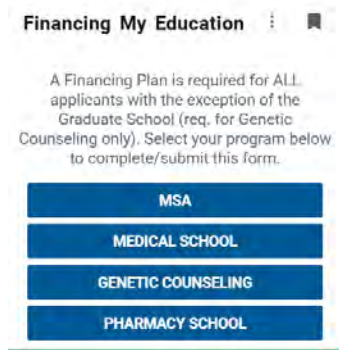 Financing My Education
A Financing Plan is required for ALL
applicants with the exception of the
Graduate School (req. for Genetic
Counseling only). Select your program below
to complete/submit this form.
MSA
MEDICAL SCHOOL
GENETIC COUNSELING
PHARMACY SCHOOL